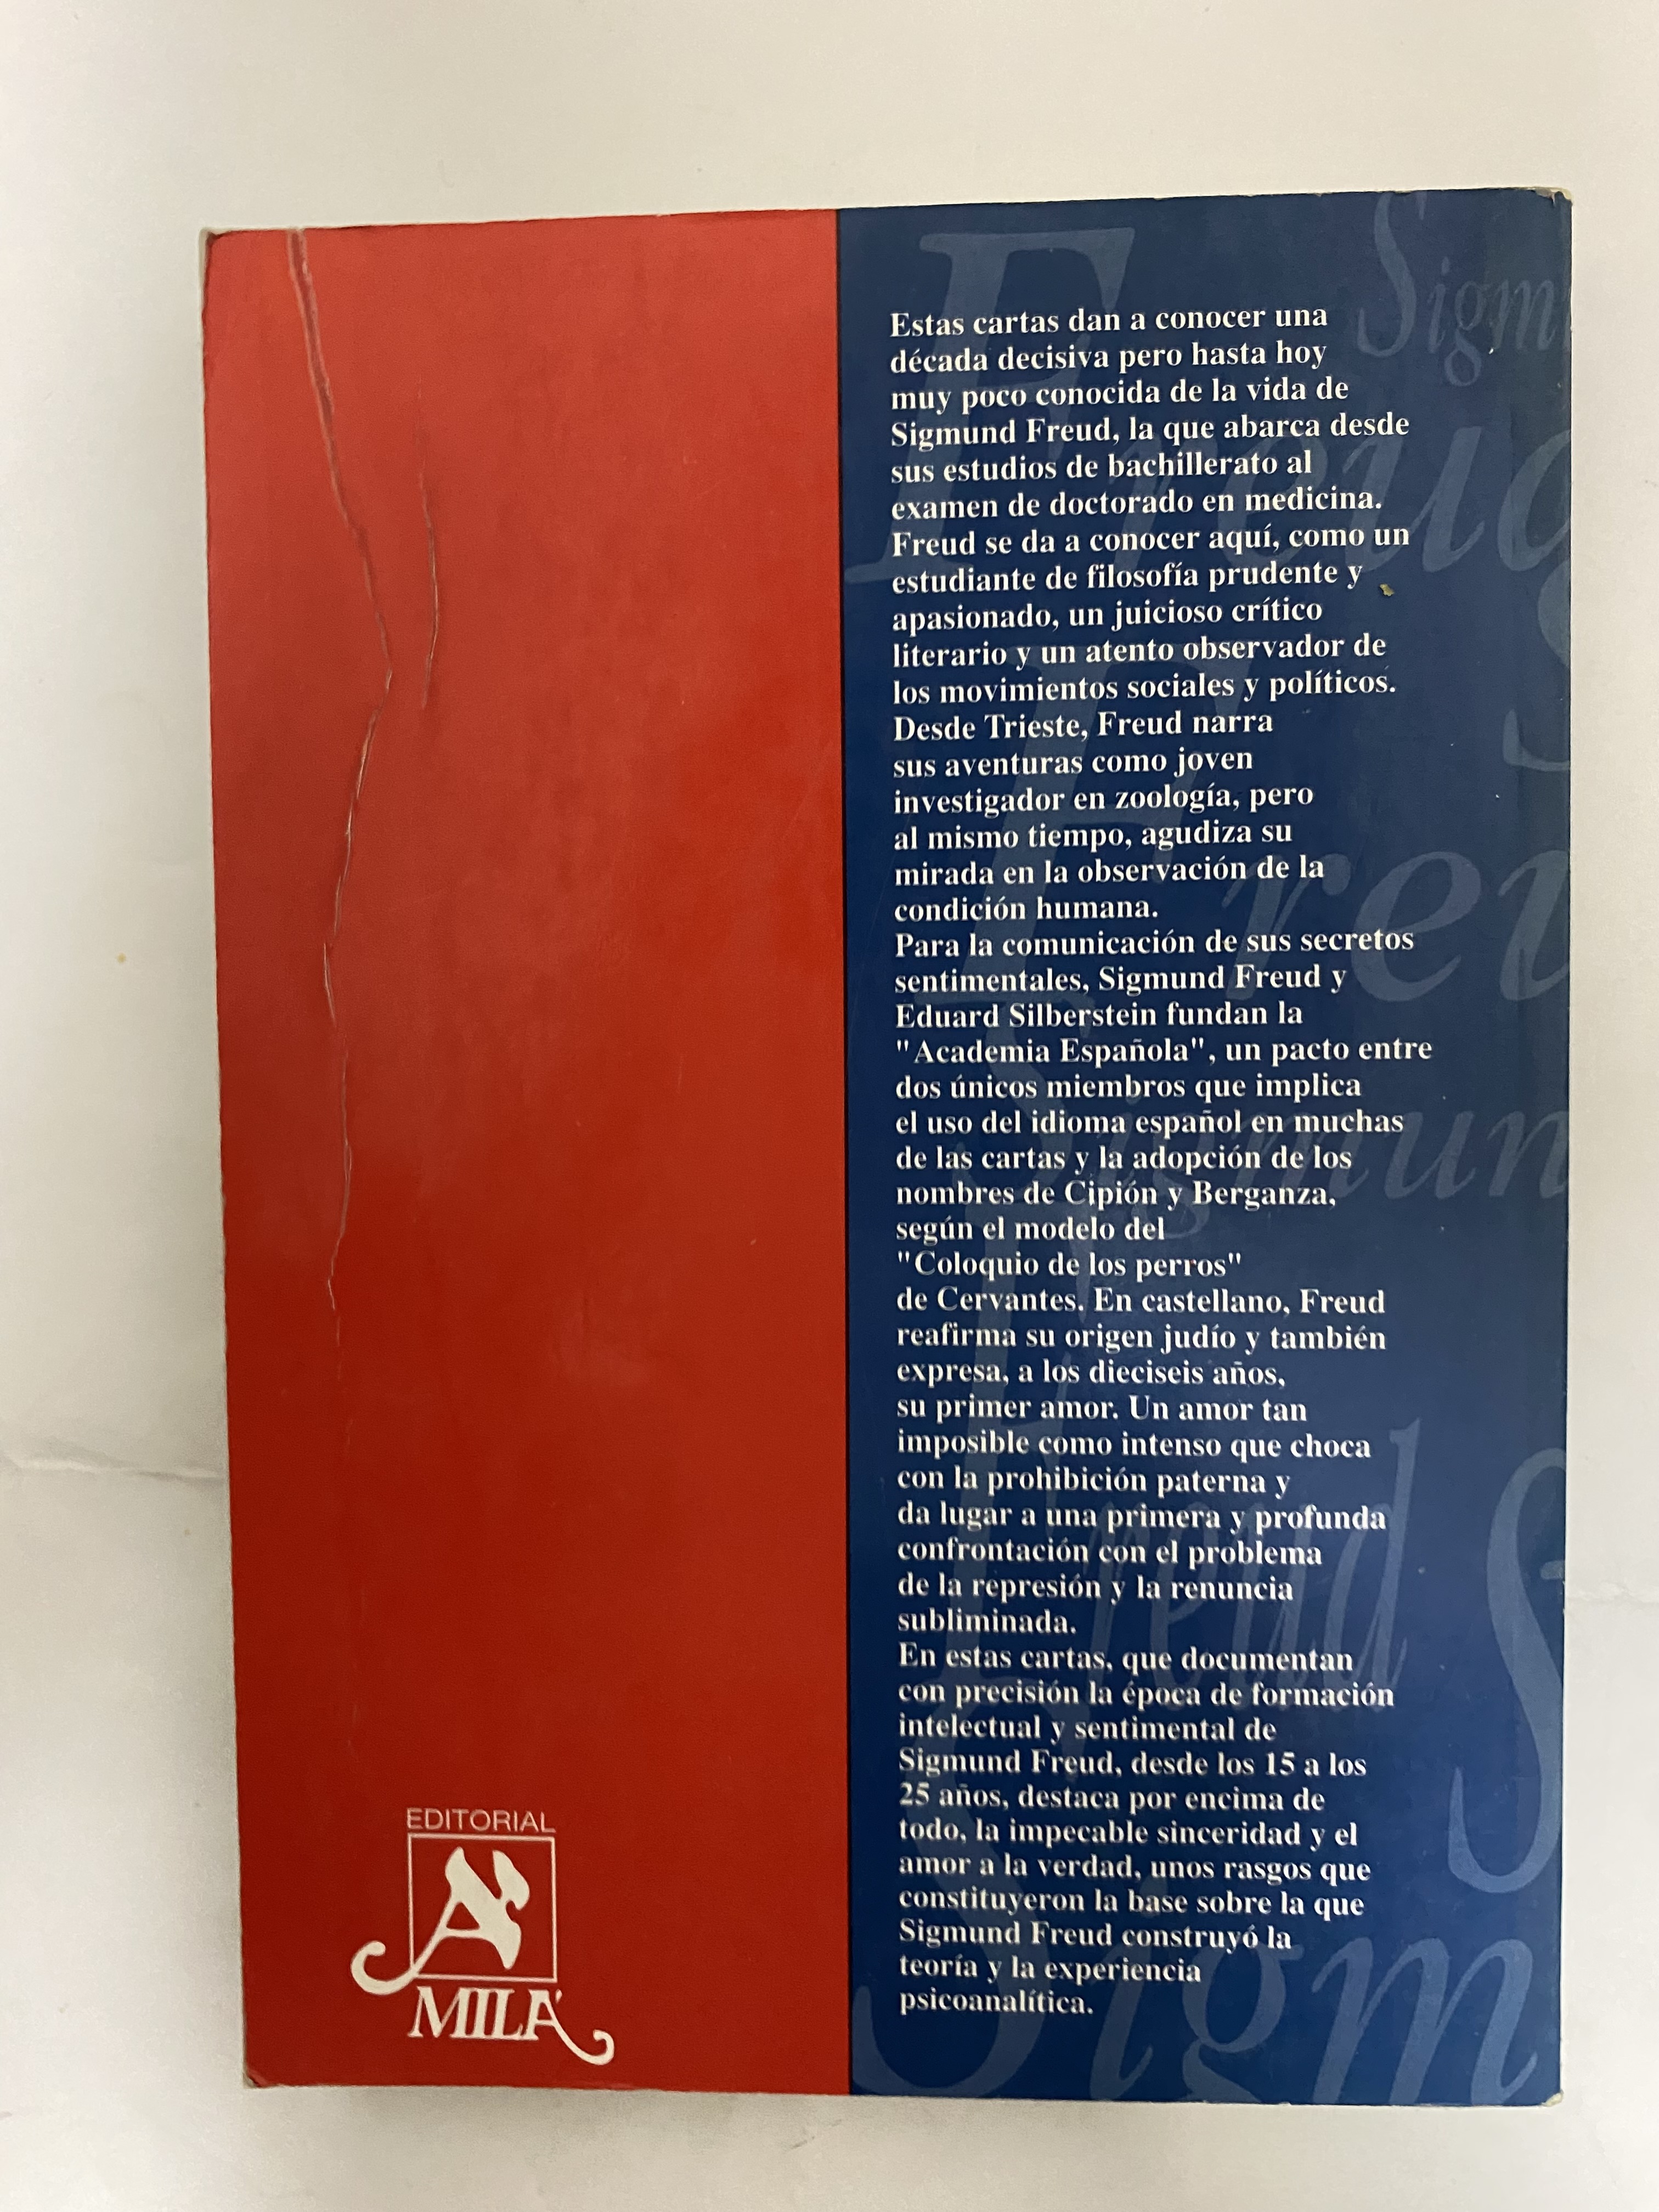 Estas cartas dan a conocer una
década decisiva pero hasta hoy
muy poco conocida de la vida de
Sigmund Freud, la que abarca desde
sus estudios de bachillerato al
examen de doctorado en medicina.
Freud se da a conocer aquí, como un
estudiante de filosofía prudente y
apasionado, un juicioso crítico
literario y un atento observador de
los movimientos sociales y políticos.
Desde Trieste, Freud narra
sus aventuras como joven
investigador en zoología, pero
al mismo tiempo, agudiza su
mirada en la observación de la
condición humana.
Para la comunicación de sus secretos
sentimentales, Sigmund Freud y
Eduard Silberstein fundan la
"Academia Española", un pacto entre
dos únicos miembros que implica
el uso del idioma español en muchas
de las cartas y la adopción de los
nombres de Cipión y Berganza,
según el modelo del
"Coloquio de los perros"
de Cervantes. En castellano, Freud
reafirma su origen judío y también
expresa, a los dieciseis años,
su primer amor. Un amor tan
imposible como intenso que choca
con la prohibición paterna y
da lugar a una primera y profunda
confrontación con el problema
de la represión y la renuncia
subliminada.
En estas cartas, que documentan
con precisión la época de formación
intelectual y sentimental de
Sigmund Freud, desde los 15 a los
25 años, destaca por encima de
todo, la impecable sinceridad y el
amor a la verdad, unos rasgos que
constituyeron la base sobre la que
Sigmund Freud construyó la
teoría y la experiencia
psicoanalítica.
EDITORIAL
MILÁ
Sigm
Freud
Freu
Sigmun
Freud
Sigm